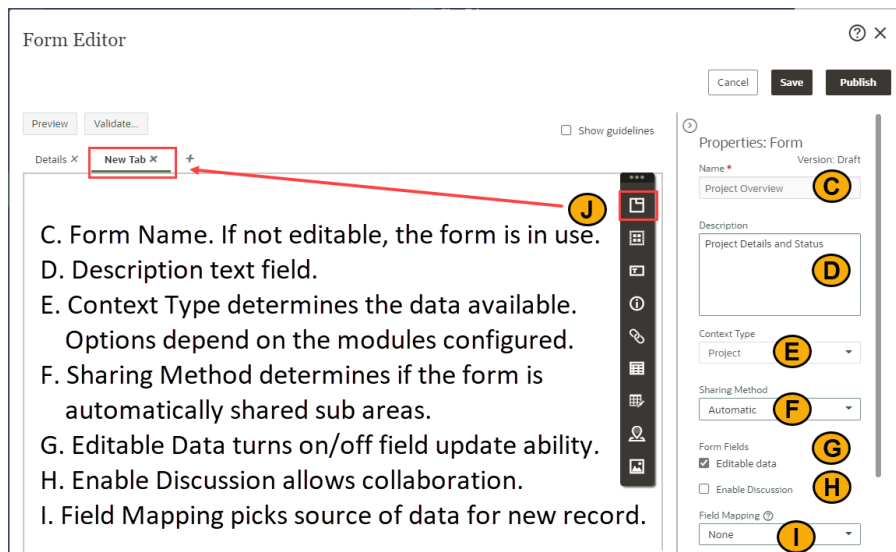 Form Editor
Cancel Save Publish
Preview Validate...
Show guidelines
Details × New Tab × +
Properties: Form
Version: Draft
Name *
Project Overview
C
J
C. Form Name. If not editable, the form is in use.
D. Description text field.
E. Context Type determines the data available.
Options depend on the modules configured.
F. Sharing Method determines if the form is
automatically shared sub areas.
G. Editable Data turns on/off field update ability.
H. Enable Discussion allows collaboration.
I. Field Mapping picks source of data for new record.
Description
Project Details and Status
D
Context Type
Project
E
Sharing Method
Automatic
F
Form Fields
G
Editable data
Enable Discussion
H
Field Mapping
None
I